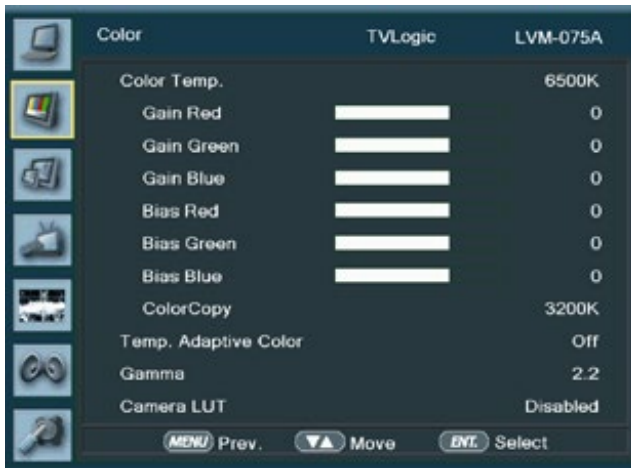 Color TVLogic LVM-075A
Color Temp. 6500K
Gain Red 0
Gain Green 0
Gain Blue 0
Bias Red 0
Bias Green 0
Bias Blue 0
ColorCopy 3200K
Temp. Adaptive Color Off
Gamma 2.2
Camera LUT Disabled
MENU Prev. ▼▲ Move ENT. Select